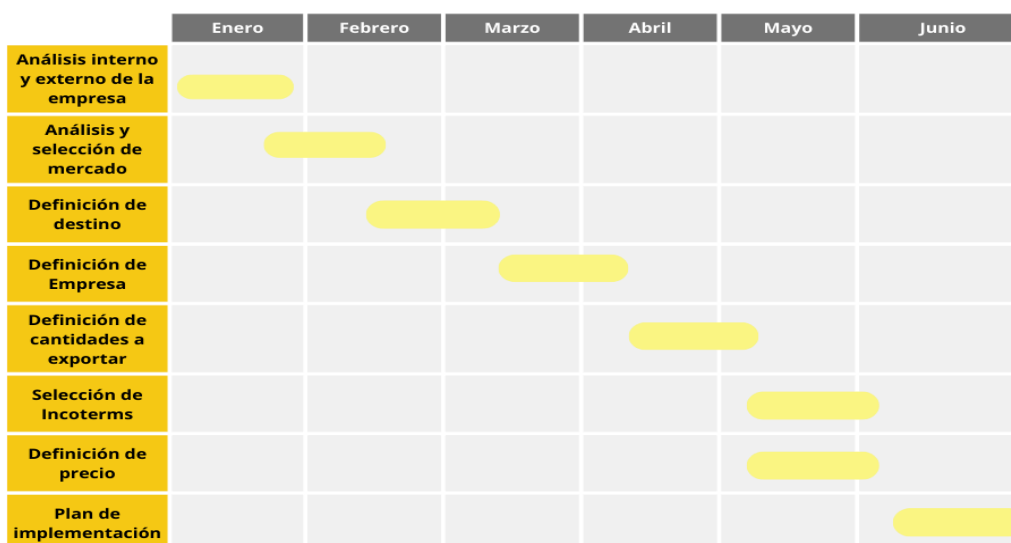 Enero Febrero Marzo Abril Mayo Junio
Análisis interno
y externo de la
empresa
Análisis y
selección de
mercado
Definición de
destino
Definición de
Empresa
Definición de
cantidades a
exportar
Selección de
Incoterms
Definición de
precio
Plan de
implementación